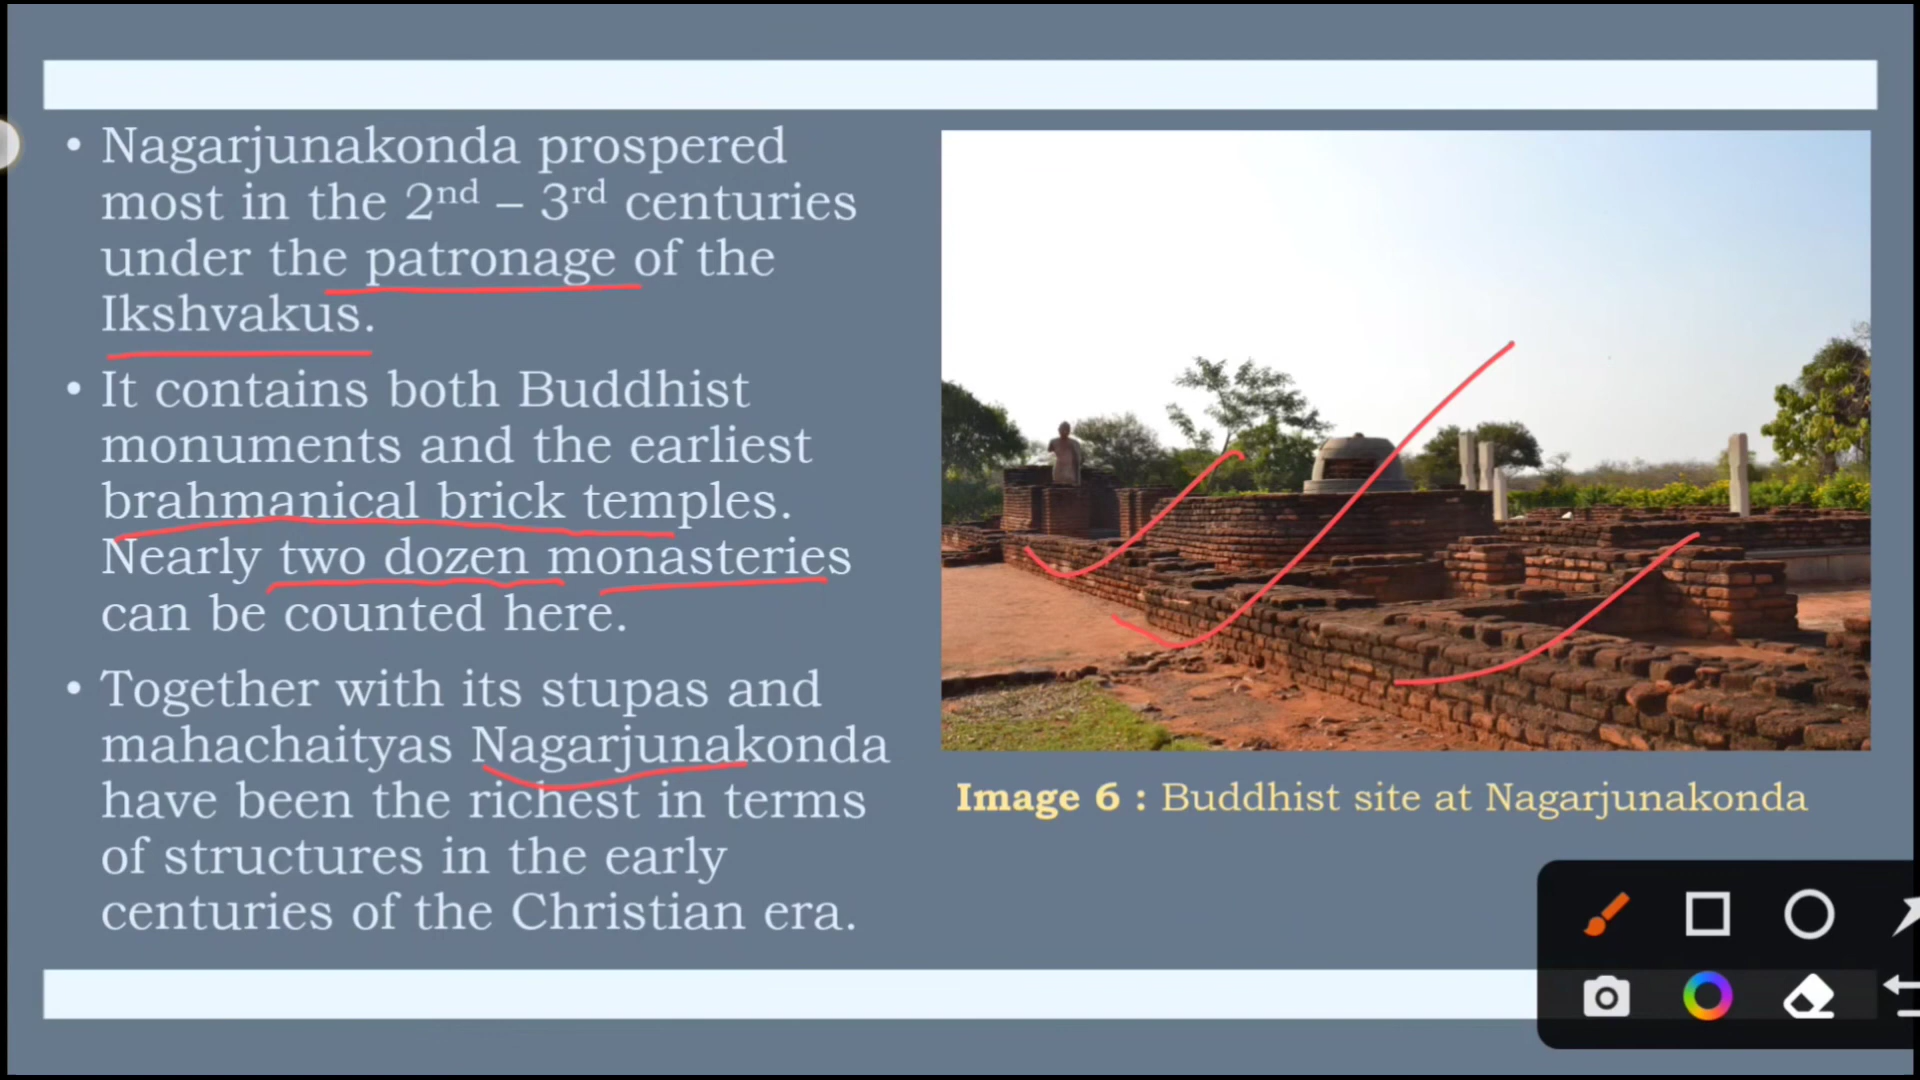 • Nagarjunakonda prospered
most in the 2nd – 3rd centuries
under the patronage of the
Ikshvakus.
• It contains both Buddhist
monuments and the earliest
brahmanical brick temples.
Nearly two dozen monasteries
can be counted here.
• Together with its stupas and
mahachaityas Nagarjunakonda
have been the richest in terms
of structures in the early
centuries of the Christian era.
Image 6 : Buddhist site at Nagarjunakonda